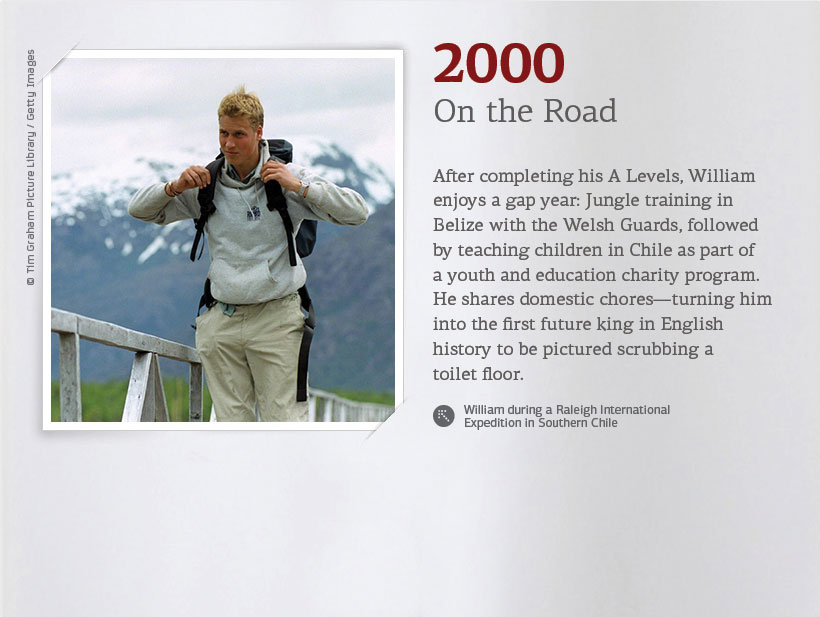 © Tim Graham Picture Library / Getty Images
2000
On the Road
After completing his A Levels, William
enjoys a gap year: Jungle training in
Belize with the Welsh Guards, followed
by teaching children in Chile as part of
a youth and education charity program.
He shares domestic chores—turning him
into the first future king in English
history to be pictured scrubbing a
toilet floor.
William during a Raleigh International
Expedition in Southern Chile